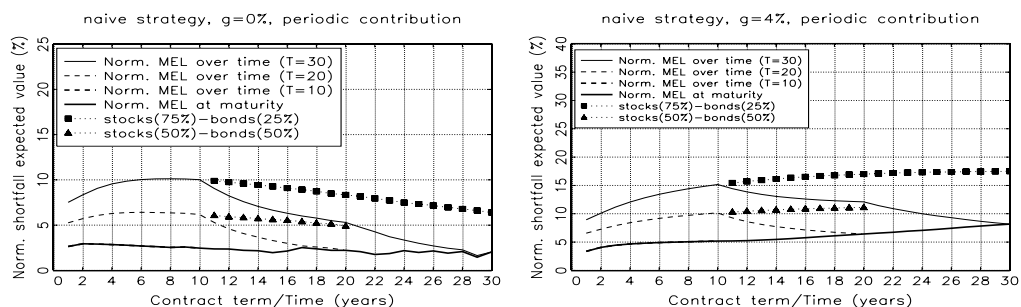 naive strategy, g=0%, periodic contribution
Norm. shortfall expected value (%)
25
20
15
10
5
0
Norm. MEL over time (T=30)
Norm. MEL over time (T=20)
Norm. MEL over time (T=10)
Norm. MEL at maturity
stocks(75%)-bonds(25%)
stocks(50%)-bonds(50%)
0 2 4 6 8 10 12 14 16 18 20 22 24 26 28 30
Contract term/Time (years)
naive strategy, g=4%, periodic contribution
Norm. shortfall expected value (%)
40
35
30
25
20
15
10
5
0
Norm. MEL over time (T=30)
Norm. MEL over time (T=20)
Norm. MEL over time (T=10)
Norm. MEL at maturity
stocks(75%)-bonds(25%)
stocks(50%)-bonds(50%)
0 2 4 6 8 10 12 14 16 18 20 22 24 26 28 30
Contract term/Time (years)